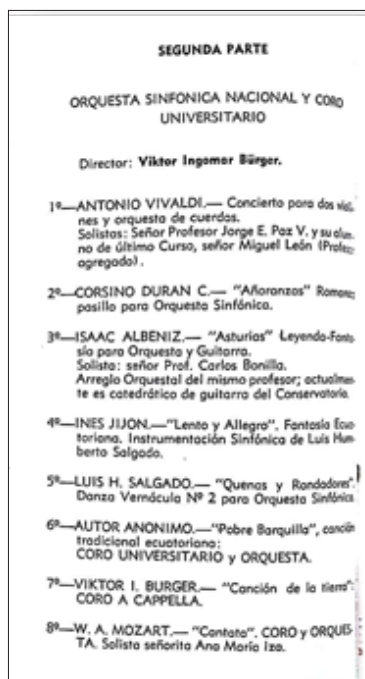 SEGUNDA PARTE
ORQUESTA SINFONICA NACIONAL Y CORO
UNIVERSITARIO
Director: Viktor Ingomar Bürger.
1º—ANTONIO VIVALDI.— Concierto para dos violi-
nes y orquesta de cuerdas.
Solistas: Señor Profesor Jorge E. Paz V. y su alum-
no de último Curso, señor Miguel León (Profesor
agregado).
2º—CORSINO DURAN C.— "Añoranzas"
pasillo para Orquesta Sinfónica.
3º—ISAAC ALBENIZ.— "Asturias" Leyenda-Fanta-
sía para Orquesta y Guitarra.
Solista: señor Prof. Carlos Bonilla.
Arreglo Orquestal del mismo profesor; actualmen-
te es catedrático de guitarra del Conservatorio.
4º—INES JIJON.—"Lento y Allegro". Fantasía Ecua-
toriana. Instrumentación Sinfónica de Luis Hum-
berto Salgado.
5º—LUIS H. SALGADO.— "Quenas y Rondadores".
Danza Vernácula Nº 2 para Orquesta Sinfónica
6º—AUTOR ANONIMO.—"Pobre Barquilla", canción
tradicional ecuatoriana:
CORO UNIVERSITARIO y ORQUESTA.
7º—VIKTOR I. BURGER.— "Canción de la tierra":
CORO A CAPPELLA.
8º—W. A. MOZART.— "Cantata". CORO y ORQUES-
TA. Solista señorita Ana María Iza.